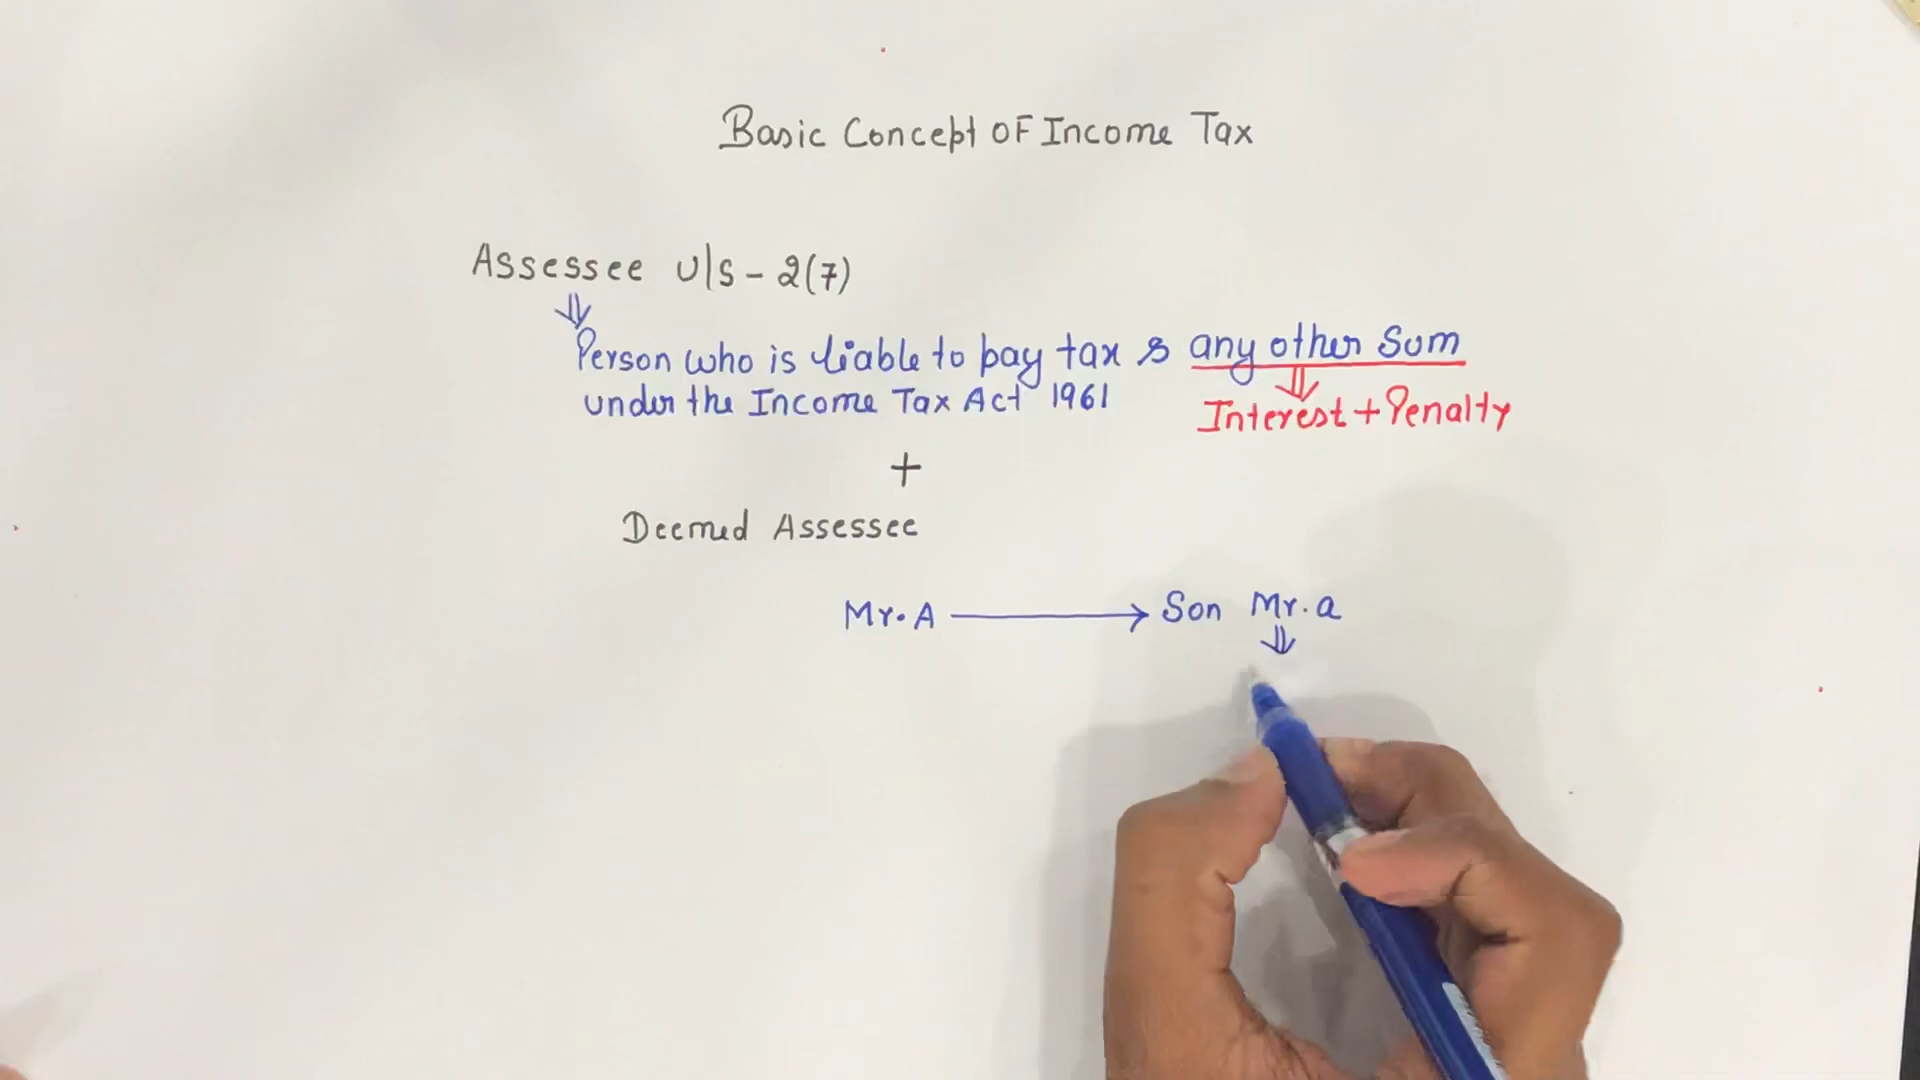 Basic Concept OF Income Tax
Assessee U/S - 2(7)
⇓
Person who is liable to pay tax & any other Sum
under the Income Tax Act 1961
⇓
Interest + Penalty
+
Deemed Assessee
Mr. A → Son Mr. a
⇓